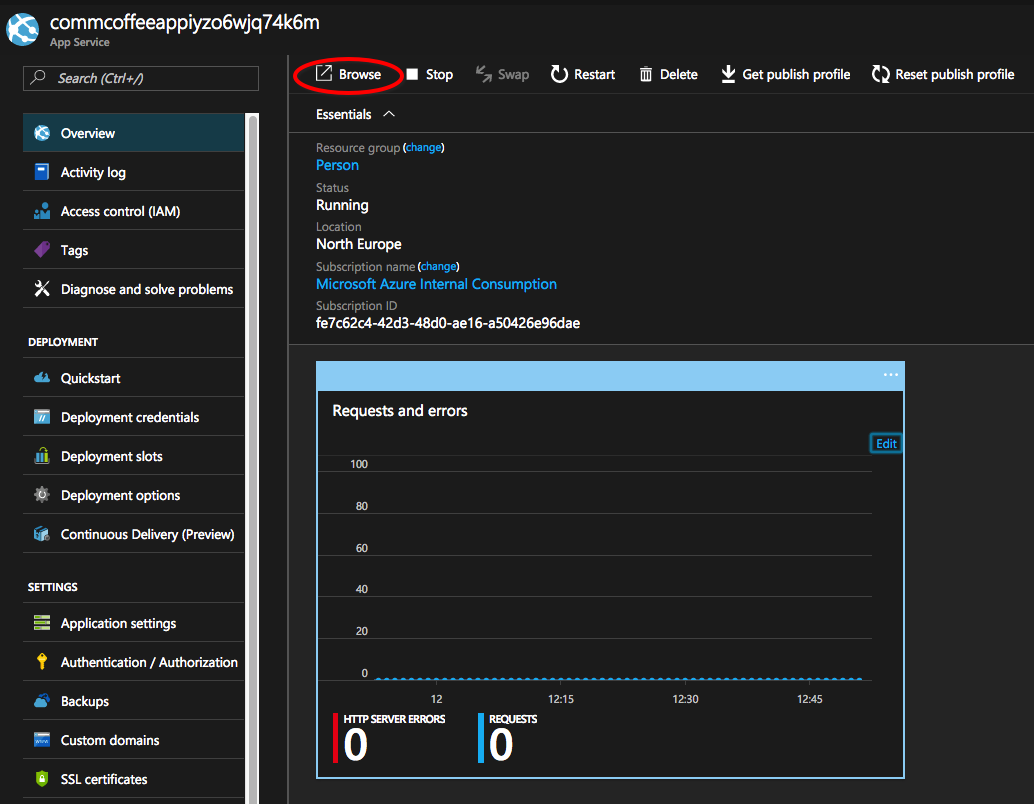 commcoffeeappiyzo6wjq74k6m
App Service
Search (Ctrl+/)
Overview
Activity log
Access control (IAM)
Tags
Diagnose and solve problems
DEPLOYMENT
Quickstart
Deployment credentials
Deployment slots
Deployment options
Continuous Delivery (Preview)
SETTINGS
Application settings
Authentication / Authorization
Backups
Custom domains
SSL certificates
Browse Stop Swap Restart Delete Get publish profile Reset publish profile
Essentials
Resource group (change)
Person
Status
Running
Location
North Europe
Subscription name (change)
Microsoft Azure Internal Consumption
Subscription ID
fe7c62c4-42d3-48d0-ae16-a50426e96dae
...
Requests and errors
Edit
100
80
60
40
20
0
12 12:15 12:30 12:45
HTTP SERVER ERRORS
0
REQUESTS
0